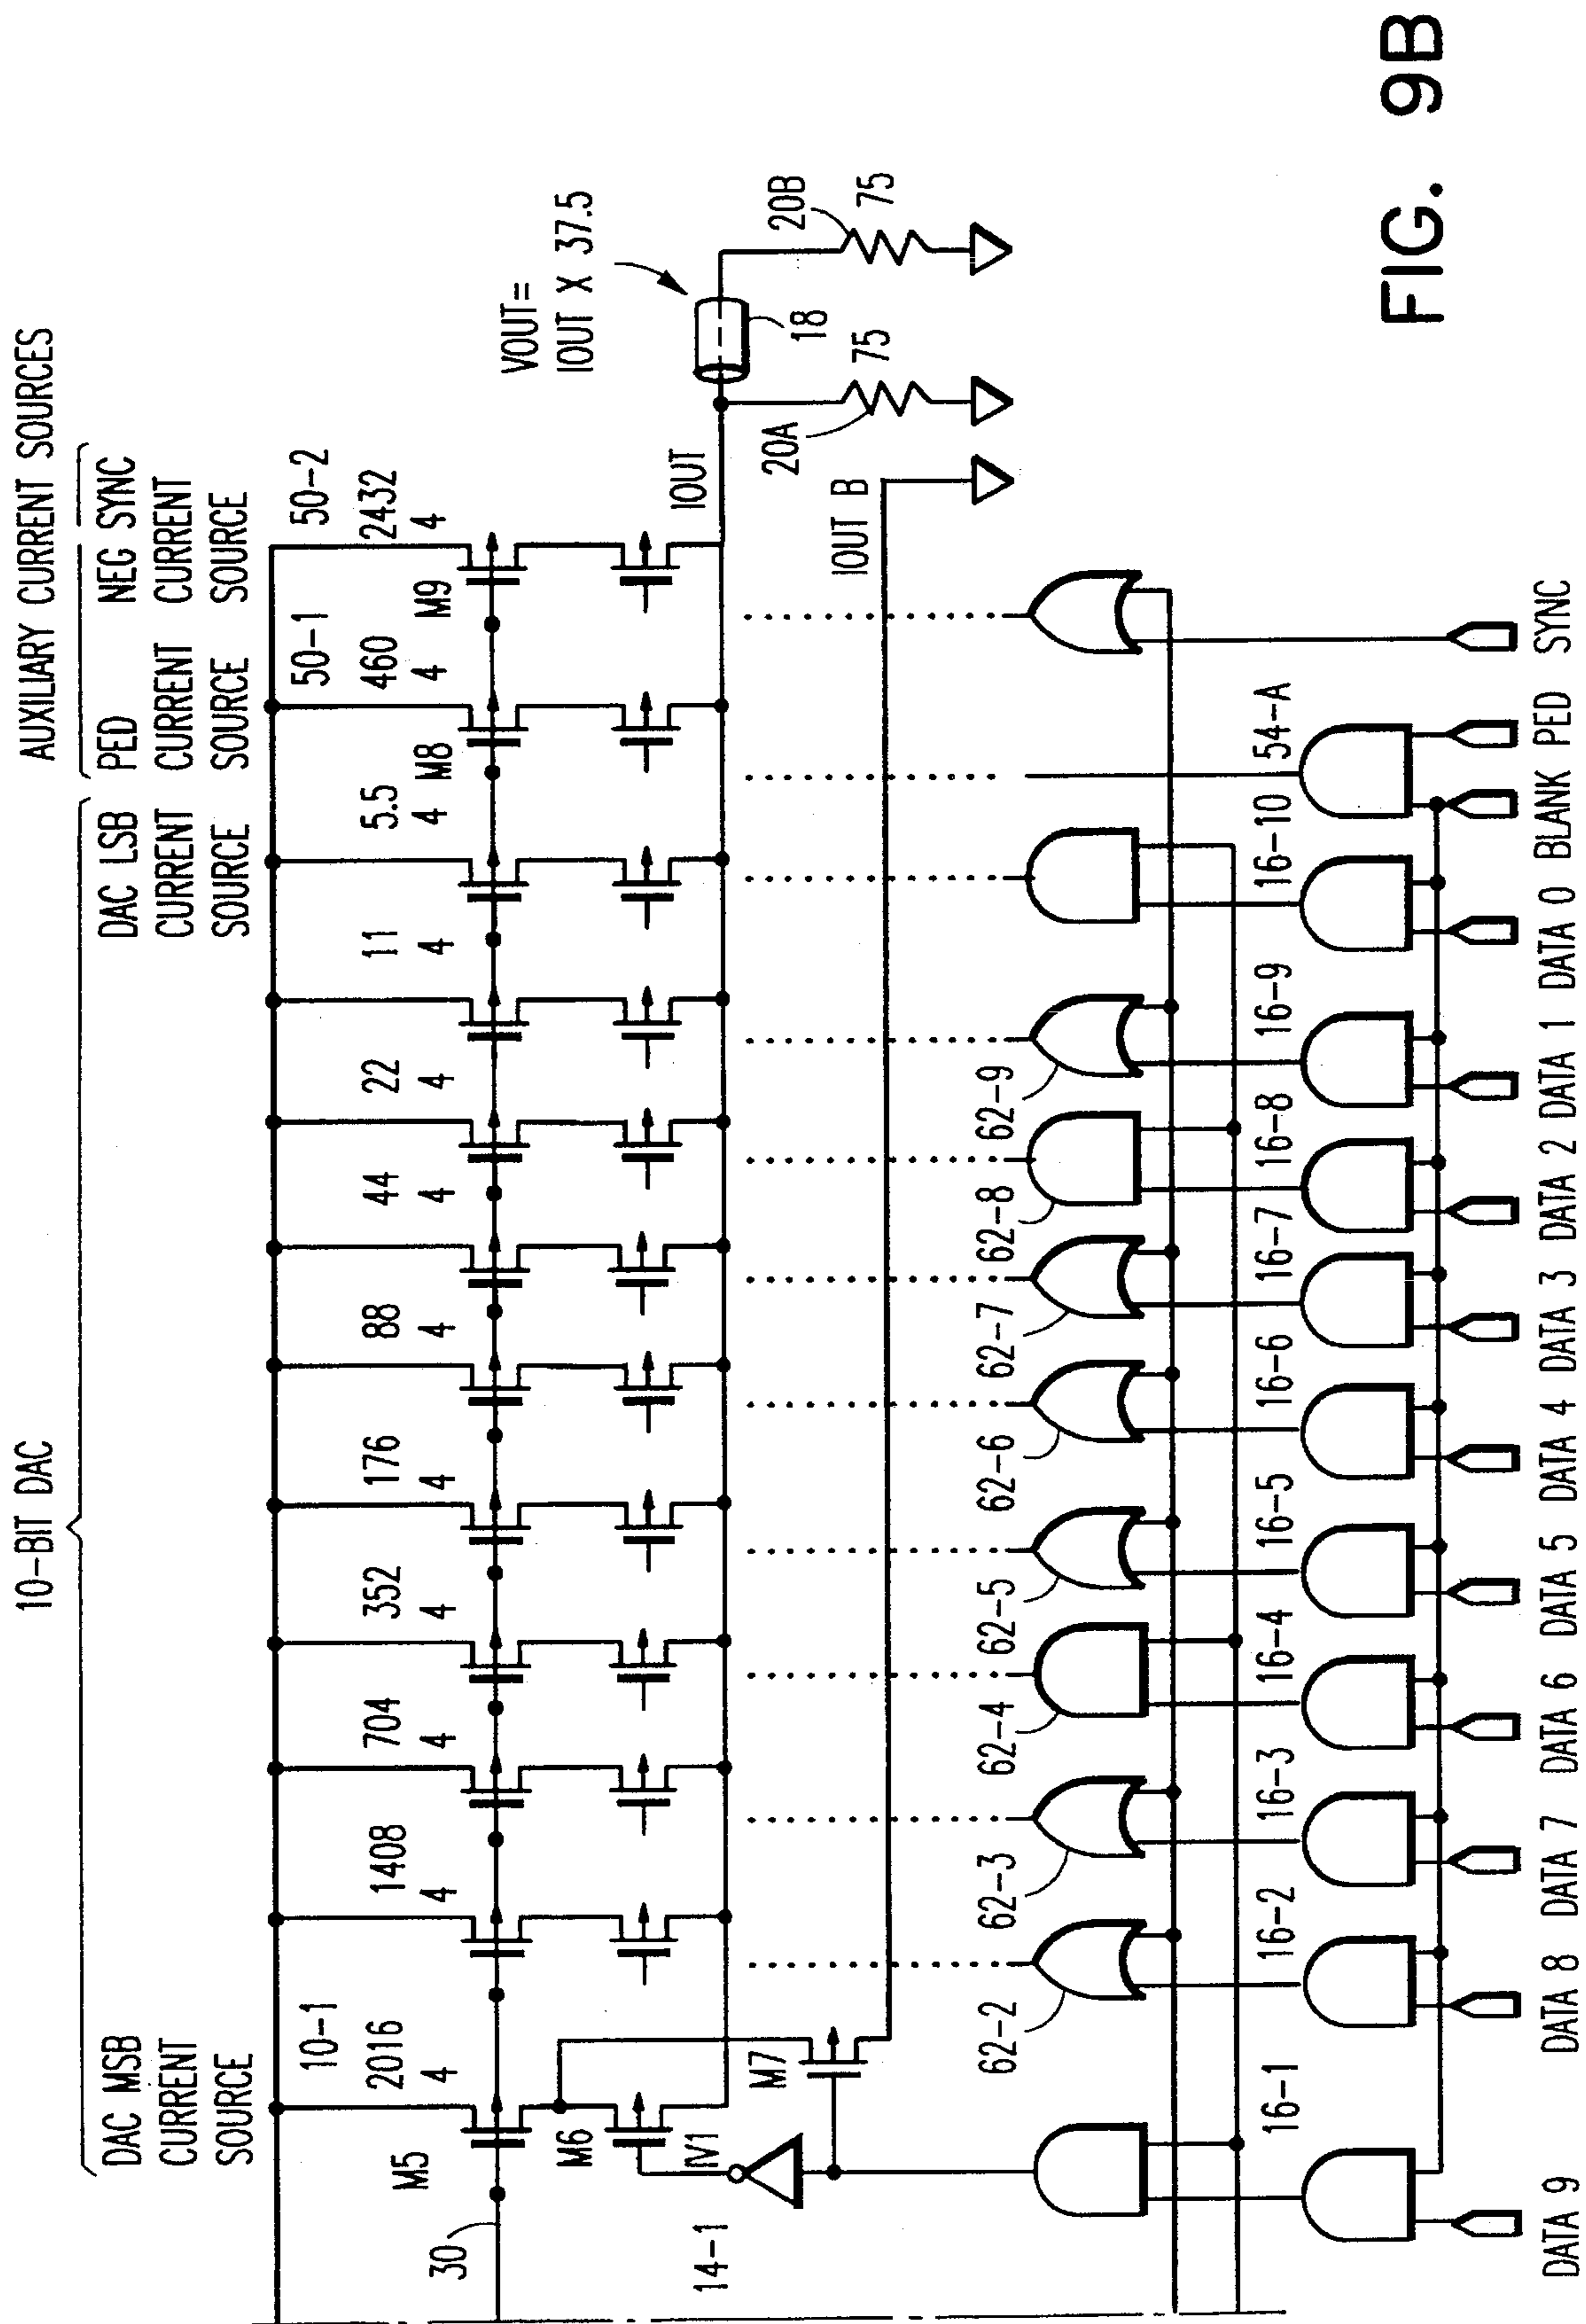 10-BIT DAC
AUXILIARY CURRENT SOURCES
DAC MSB
CURRENT
SOURCE
DAC LSB
CURRENT
SOURCE
PED
CURRENT
SOURCE
NEG SYNC
CURRENT
SOURCE
10-1
50-1
50-2
2016
4
1408
4
704
4
352
4
176
4
88
4
44
4
22
4
11
4
5.5
4
460
4
2432
4
30
M5
M8
M9
M6
IV1
14-1
M7
IOUT
VOUT=
IOUT X 37.5
18
20A
75
20B
75
IOUT B
62-2
62-3
62-4
62-5
62-6
62-7
62-8
62-9
16-1
16-2
16-3
16-4
16-5
16-6
16-7
16-8
16-9
16-10
54-A
DATA 9
DATA 8
DATA 7
DATA 6
DATA 5
DATA 4
DATA 3
DATA 2
DATA 1
DATA 0
BLANK
PED
SYNC
FIG. 9B